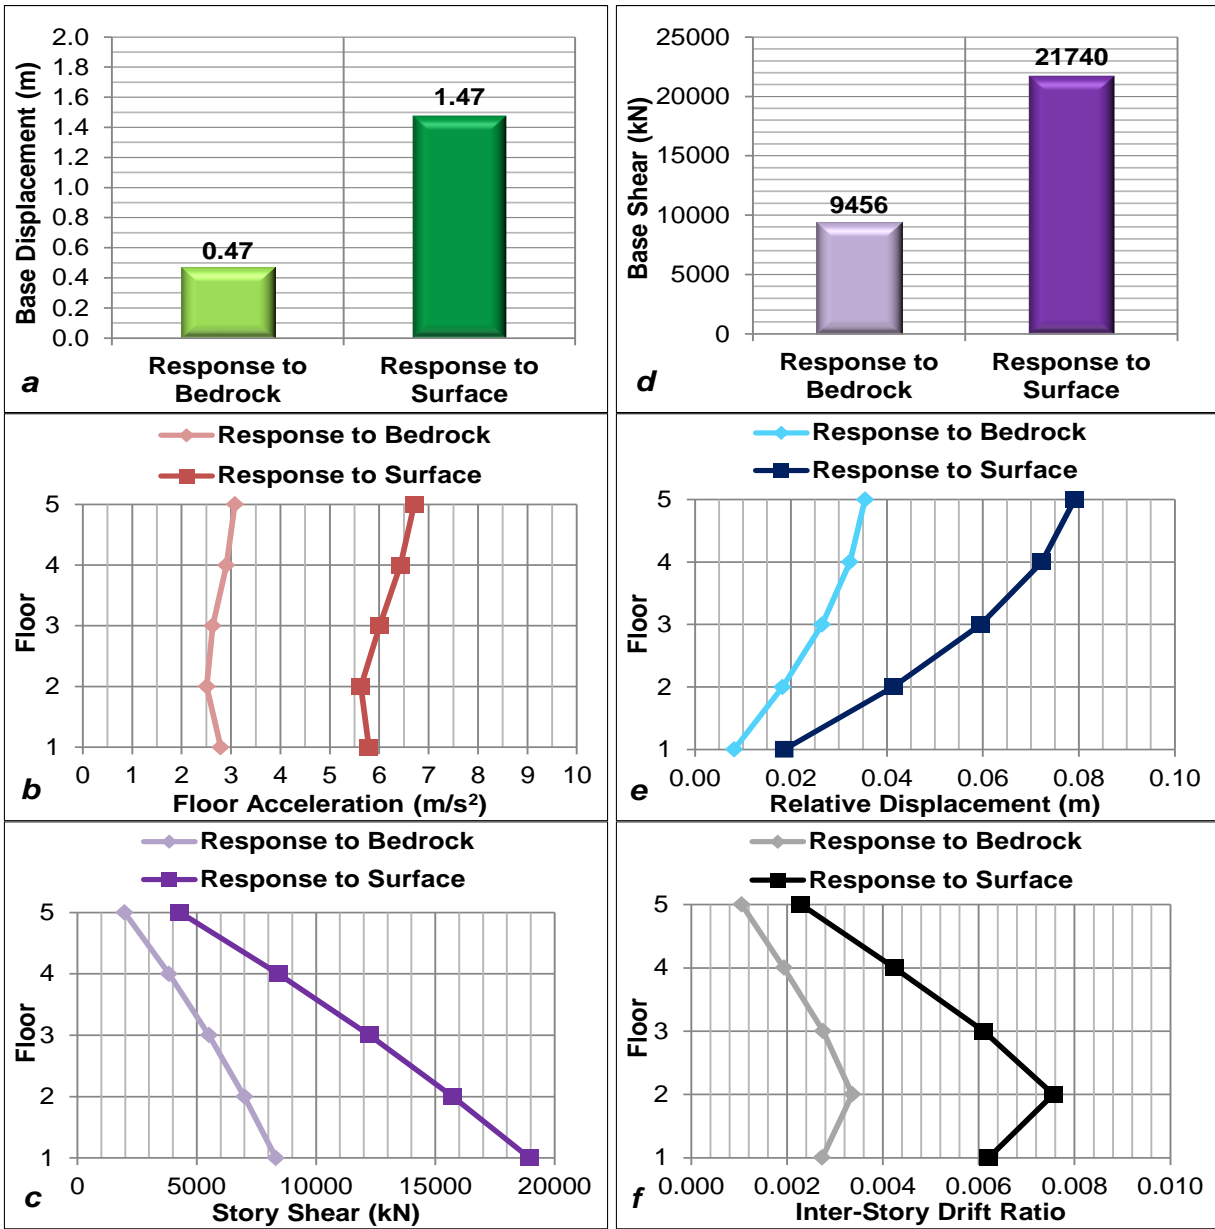 Base Displacement (m)
2.0
1.8
1.6
1.4
1.2
1.0
0.8
0.6
0.4
0.2
0.0
0.47
1.47
Response to Bedrock
Response to Surface
a
Base Shear (kN)
25000
20000
15000
10000
5000
0
9456
21740
Response to Bedrock
Response to Surface
d
Response to Bedrock
Response to Surface
Floor
5
4
3
2
1
0 1 2 3 4 5 6 7 8 9 10
Floor Acceleration (m/s²)
b
Response to Bedrock
Response to Surface
Floor
5
4
3
2
1
0.00 0.02 0.04 0.06 0.08 0.10
Relative Displacement (m)
e
Response to Bedrock
Response to Surface
Floor
5
4
3
2
1
0 5000 10000 15000 20000
Story Shear (kN)
c
Response to Bedrock
Response to Surface
Floor
5
4
3
2
1
0.000 0.002 0.004 0.006 0.008 0.010
Inter-Story Drift Ratio
f